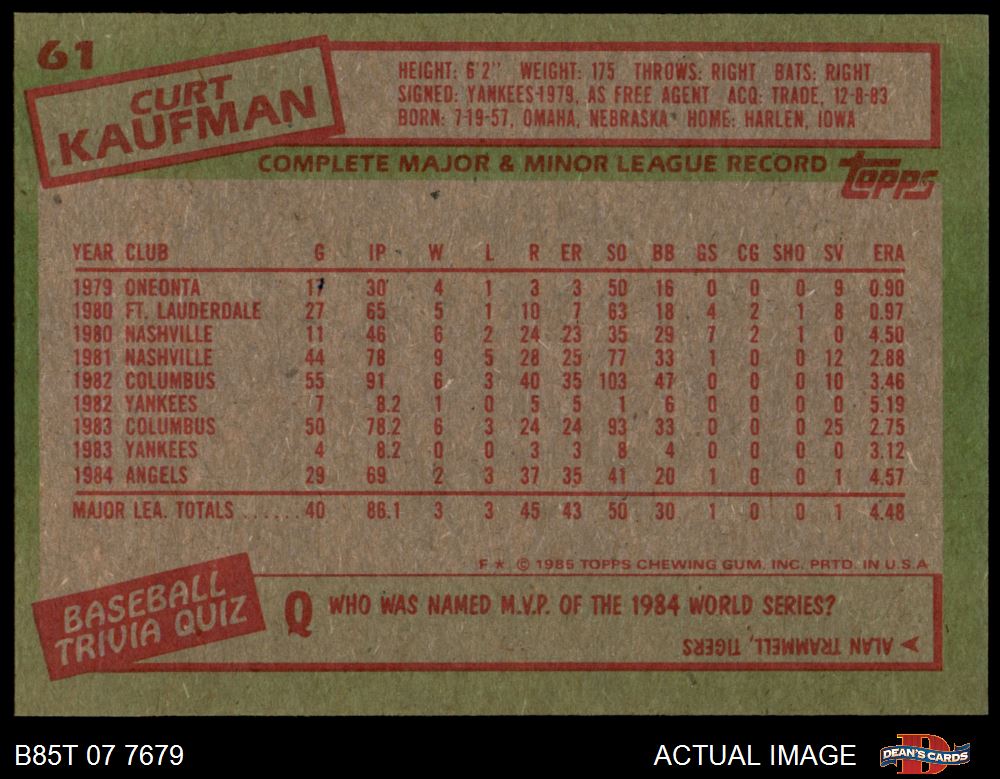 61
CURT
KAUFMAN
HEIGHT: 6'2" WEIGHT: 175 THROWS: RIGHT BATS: RIGHT
SIGNED: YANKEES-1979, AS FREE AGENT ACQ: TRADE, 12-8-83
BORN: 7-19-57, OMAHA, NEBRASKA HOME: HARLEN, IOWA
COMPLETE MAJOR & MINOR LEAGUE RECORD topps
YEAR CLUB G IP W L R ER SO BB GS CG SHO SV ERA
1979 ONEONTA 17 30 4 1 3 3 50 16 0 0 0 9 0.90
1980 FT. LAUDERDALE 27 65 5 1 10 7 63 18 4 2 1 8 0.97
1980 NASHVILLE 11 46 6 2 24 23 35 29 7 2 1 0 4.50
1981 NASHVILLE 44 78 9 5 28 25 77 33 1 0 0 12 2.88
1982 COLUMBUS 55 91 6 3 40 35 103 47 0 0 0 10 3.46
1982 YANKEES 7 8.2 1 0 5 5 1 6 0 0 0 0 5.19
1983 COLUMBUS 50 78.2 6 3 24 24 93 33 0 0 0 25 2.75
1983 YANKEES 4 8.2 0 0 3 3 8 4 0 0 0 0 3.12
1984 ANGELS 29 69 2 3 37 35 41 20 1 0 0 1 4.57
MAJOR LEA. TOTALS ......40 86.1 3 3 45 43 50 30 1 0 0 1 4.48
F * © 1985 TOPPS CHEWING GUM, INC. PRTD. IN U.S.A
BASEBALL
TRIVIA QUIZ
Q WHO WAS NAMED M.V.P. OF THE 1984 WORLD SERIES?
ALAN TRAMMELL, TIGERS
B85T 07 7679
ACTUAL IMAGE
DEAN'S CARDS